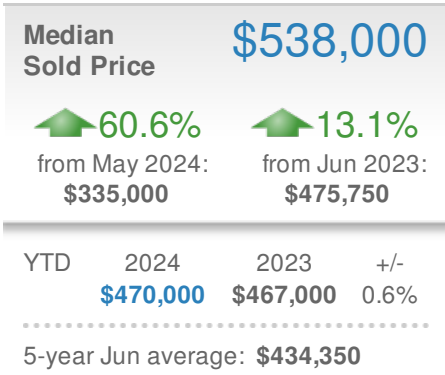 Median
Sold Price
$538,000
60.6%
13.1%
from May 2024:
from Jun 2023:
$335,000
$475,750
YTD 2024 2023 +/-
$470,000 $467,000 0.6%
5-year Jun average: $434,350